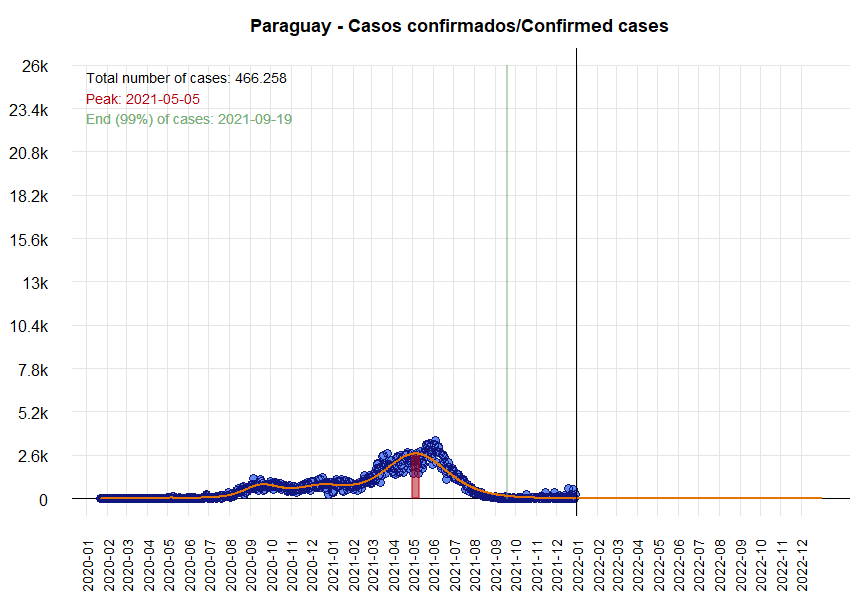 Paraguay - Casos confirmados/Confirmed cases
26k
23.4k
20.8k
18.2k
15.6k
13k
10.4k
7.8k
5.2k
2.6k
0
Total number of cases: 466.258
Peak: 2021-05-05
End (99%) of cases: 2021-09-19
2020-01
2020-02
2020-03
2020-04
2020-05
2020-06
2020-07
2020-08
2020-09
2020-10
2020-11
2020-12
2021-01
2021-02
2021-03
2021-04
2021-05
2021-06
2021-07
2021-08
2021-09
2021-10
2021-11
2021-12
2022-01
2022-02
2022-03
2022-04
2022-05
2022-06
2022-07
2022-08
2022-09
2022-10
2022-11
2022-12